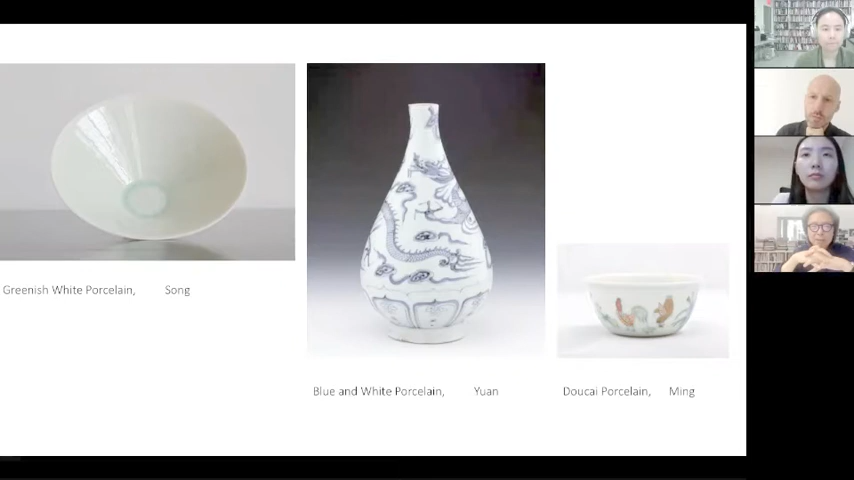 Greenish White Porcelain, Song
Blue and White Porcelain, Yuan
Doucai Porcelain, Ming